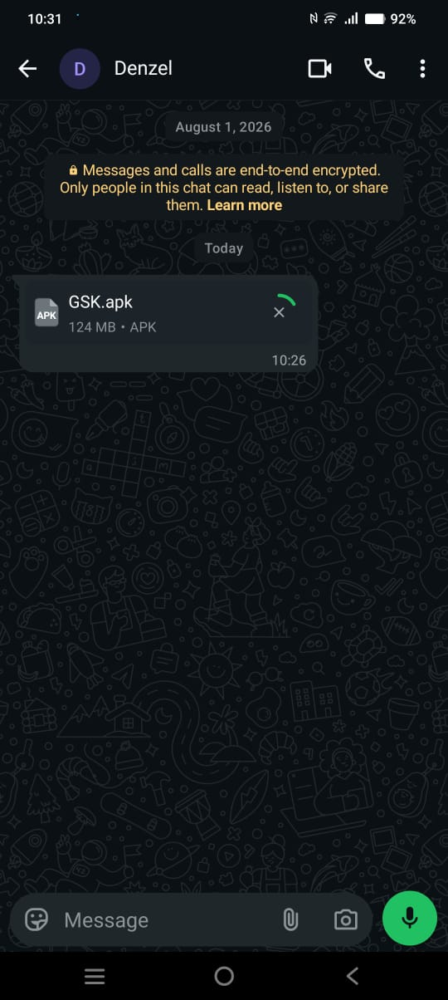 10:31
92%
D
Denzel
August 1, 2026
Messages and calls are end-to-end encrypted.
Only people in this chat can read, listen to, or share
them. Learn more
Today
APK
GSK.apk
124 MB • APK
10:26
Message